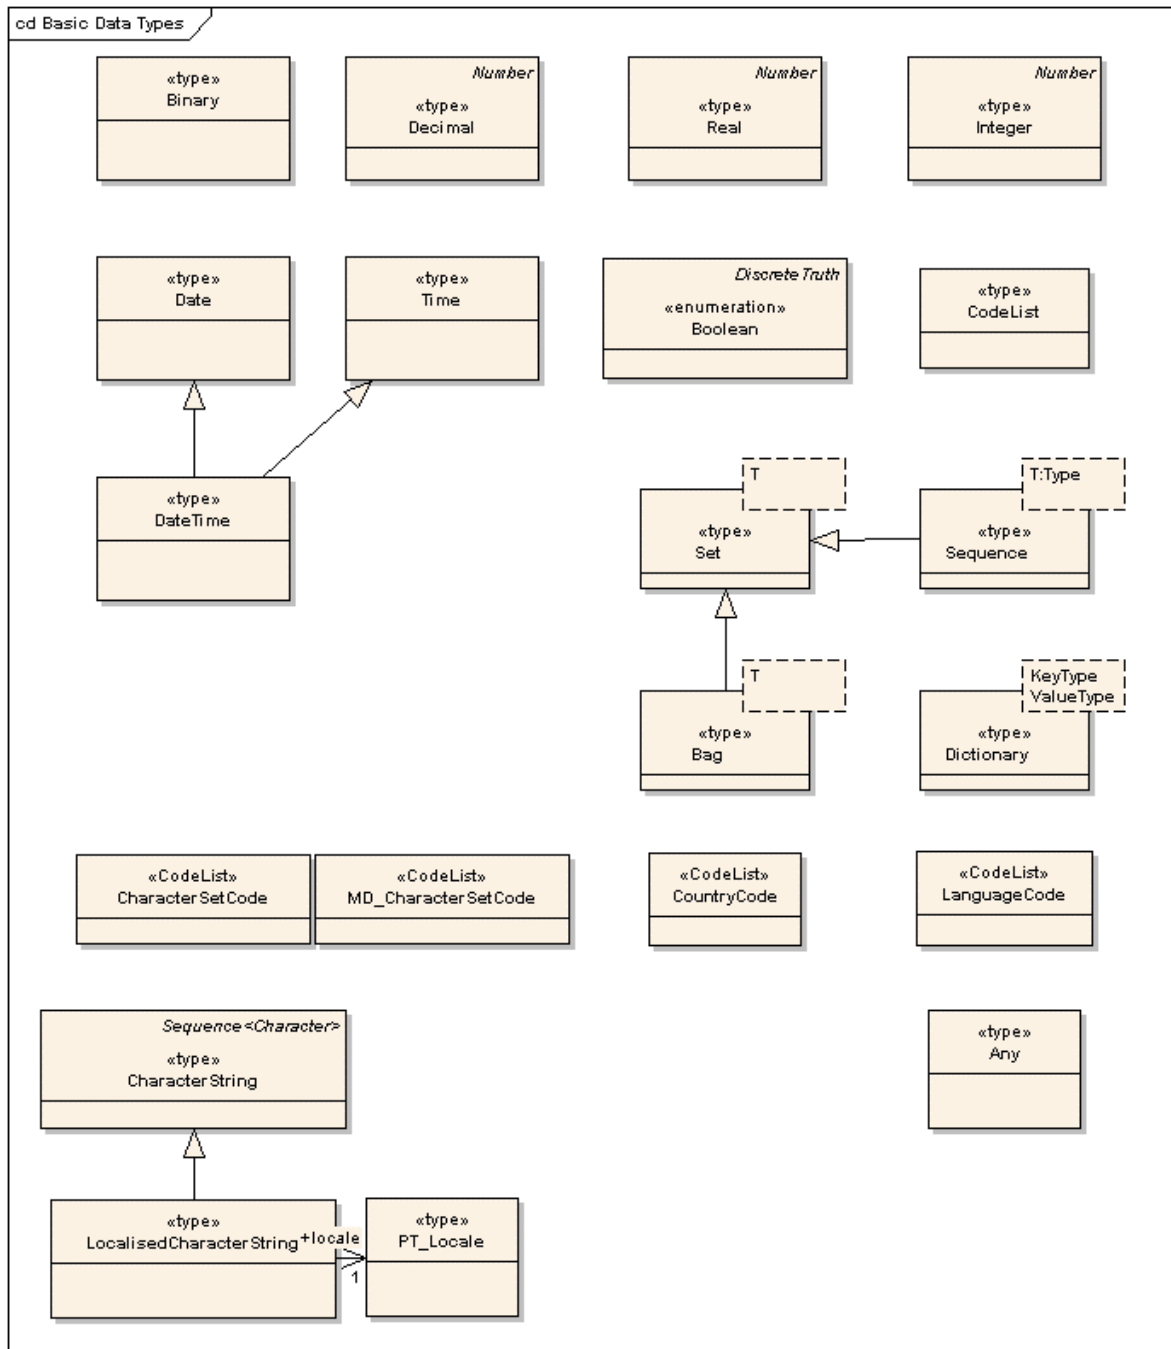 cd Basic Data Types
«type»
Binary
Number
«type»
Decimal
Number
«type»
Real
Number
«type»
Integer
«type»
Date
«type»
Time
DiscreteTruth
«enumeration»
Boolean
«type»
CodeList
«type»
DateTime
T
«type»
Set
T:Type
«type»
Sequence
T
«type»
Bag
KeyType
ValueType
«type»
Dictionary
«CodeList»
CharacterSetCode
«CodeList»
MD_CharacterSetCode
«CodeList»
CountryCode
«CodeList»
LanguageCode
Sequence<Character>
«type»
CharacterString
«type»
Any
«type»
LocalisedCharacterString
+locale
1
«type»
PT_Locale